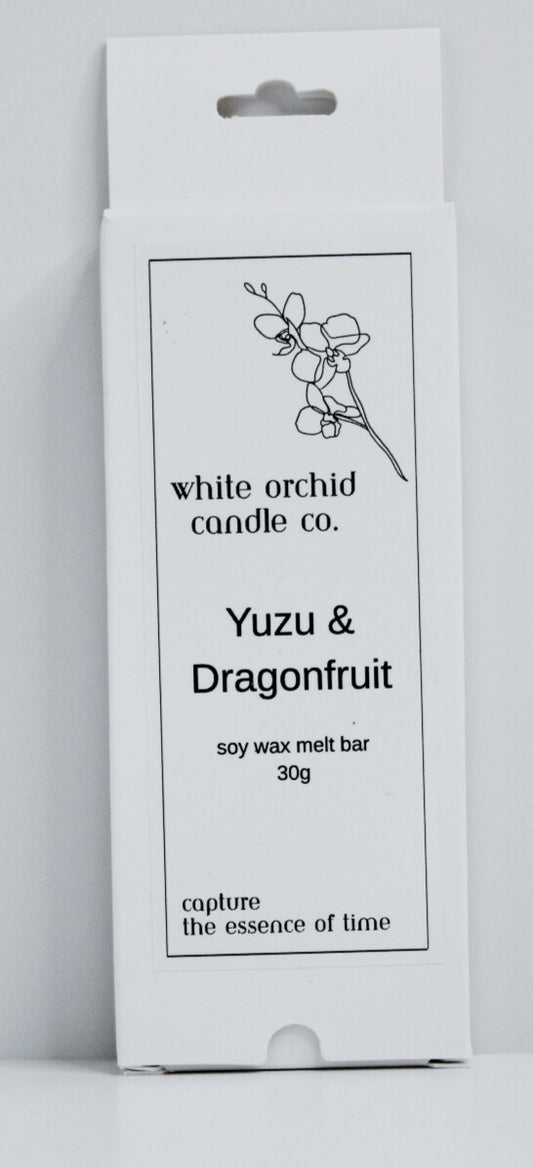 white orchid
candle co.
Yuzu &
Dragonfruit
soy wax melt bar
30g
capture
the essence of time